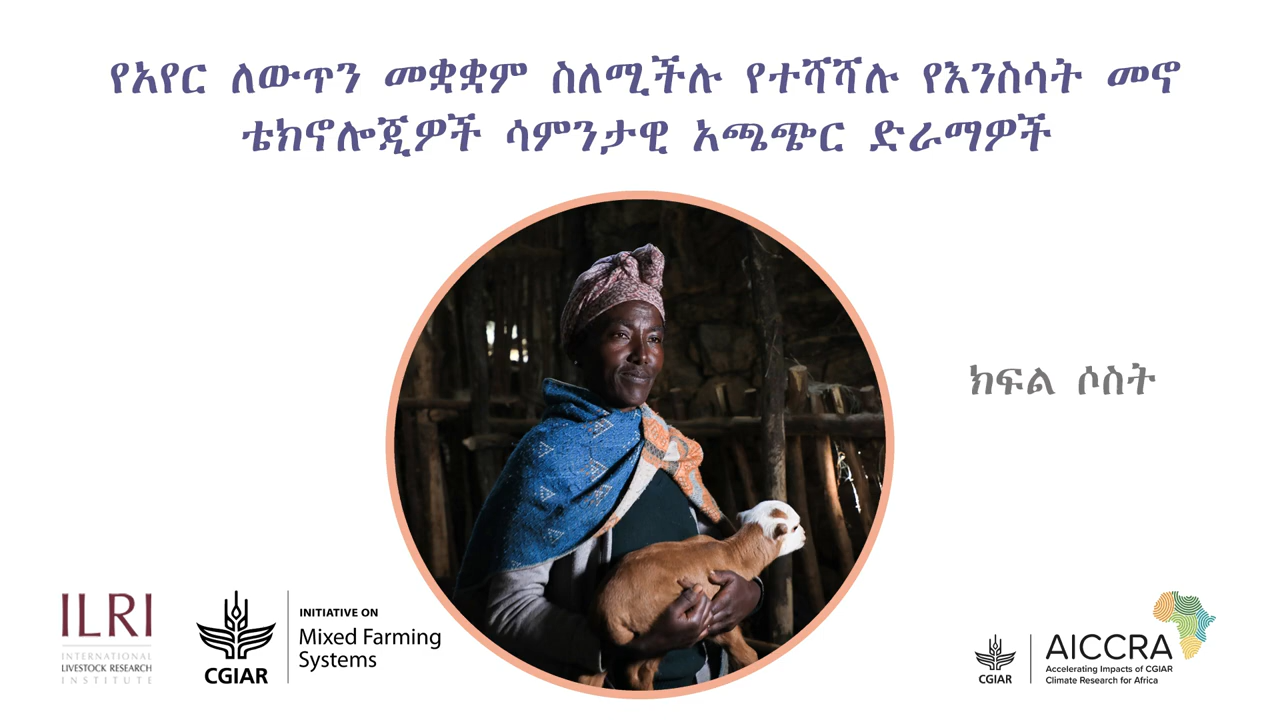 የአየር ለውጥን መቋቋም ስለሚችሉ የተሻሻሉ የእንስሳት መኖ
ቴክኖሎጂዎች ሳምንታዊ አጫጭር ድራማዎች
ክፍል ሶስት
ILRI
INTERNATIONAL
LIVESTOCK RESEARCH
INSTITUTE
CGIAR
INITIATIVE ON
Mixed Farming
Systems
CGIAR
AICCRA
Accelerating Impacts of CGIAR
Climate Research for Africa